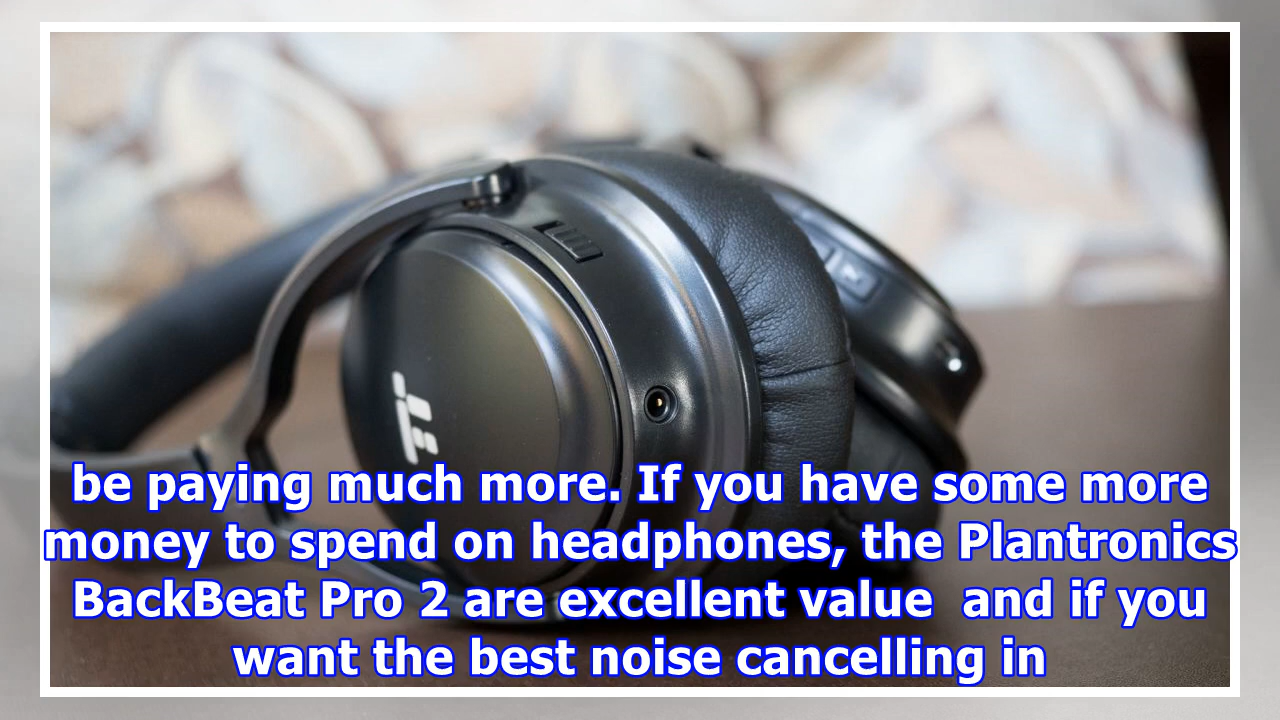 be paying much more. If you have some more
money to spend on headphones, the Plantronics
BackBeat Pro 2 are excellent value  and if you
want the best noise cancelling in